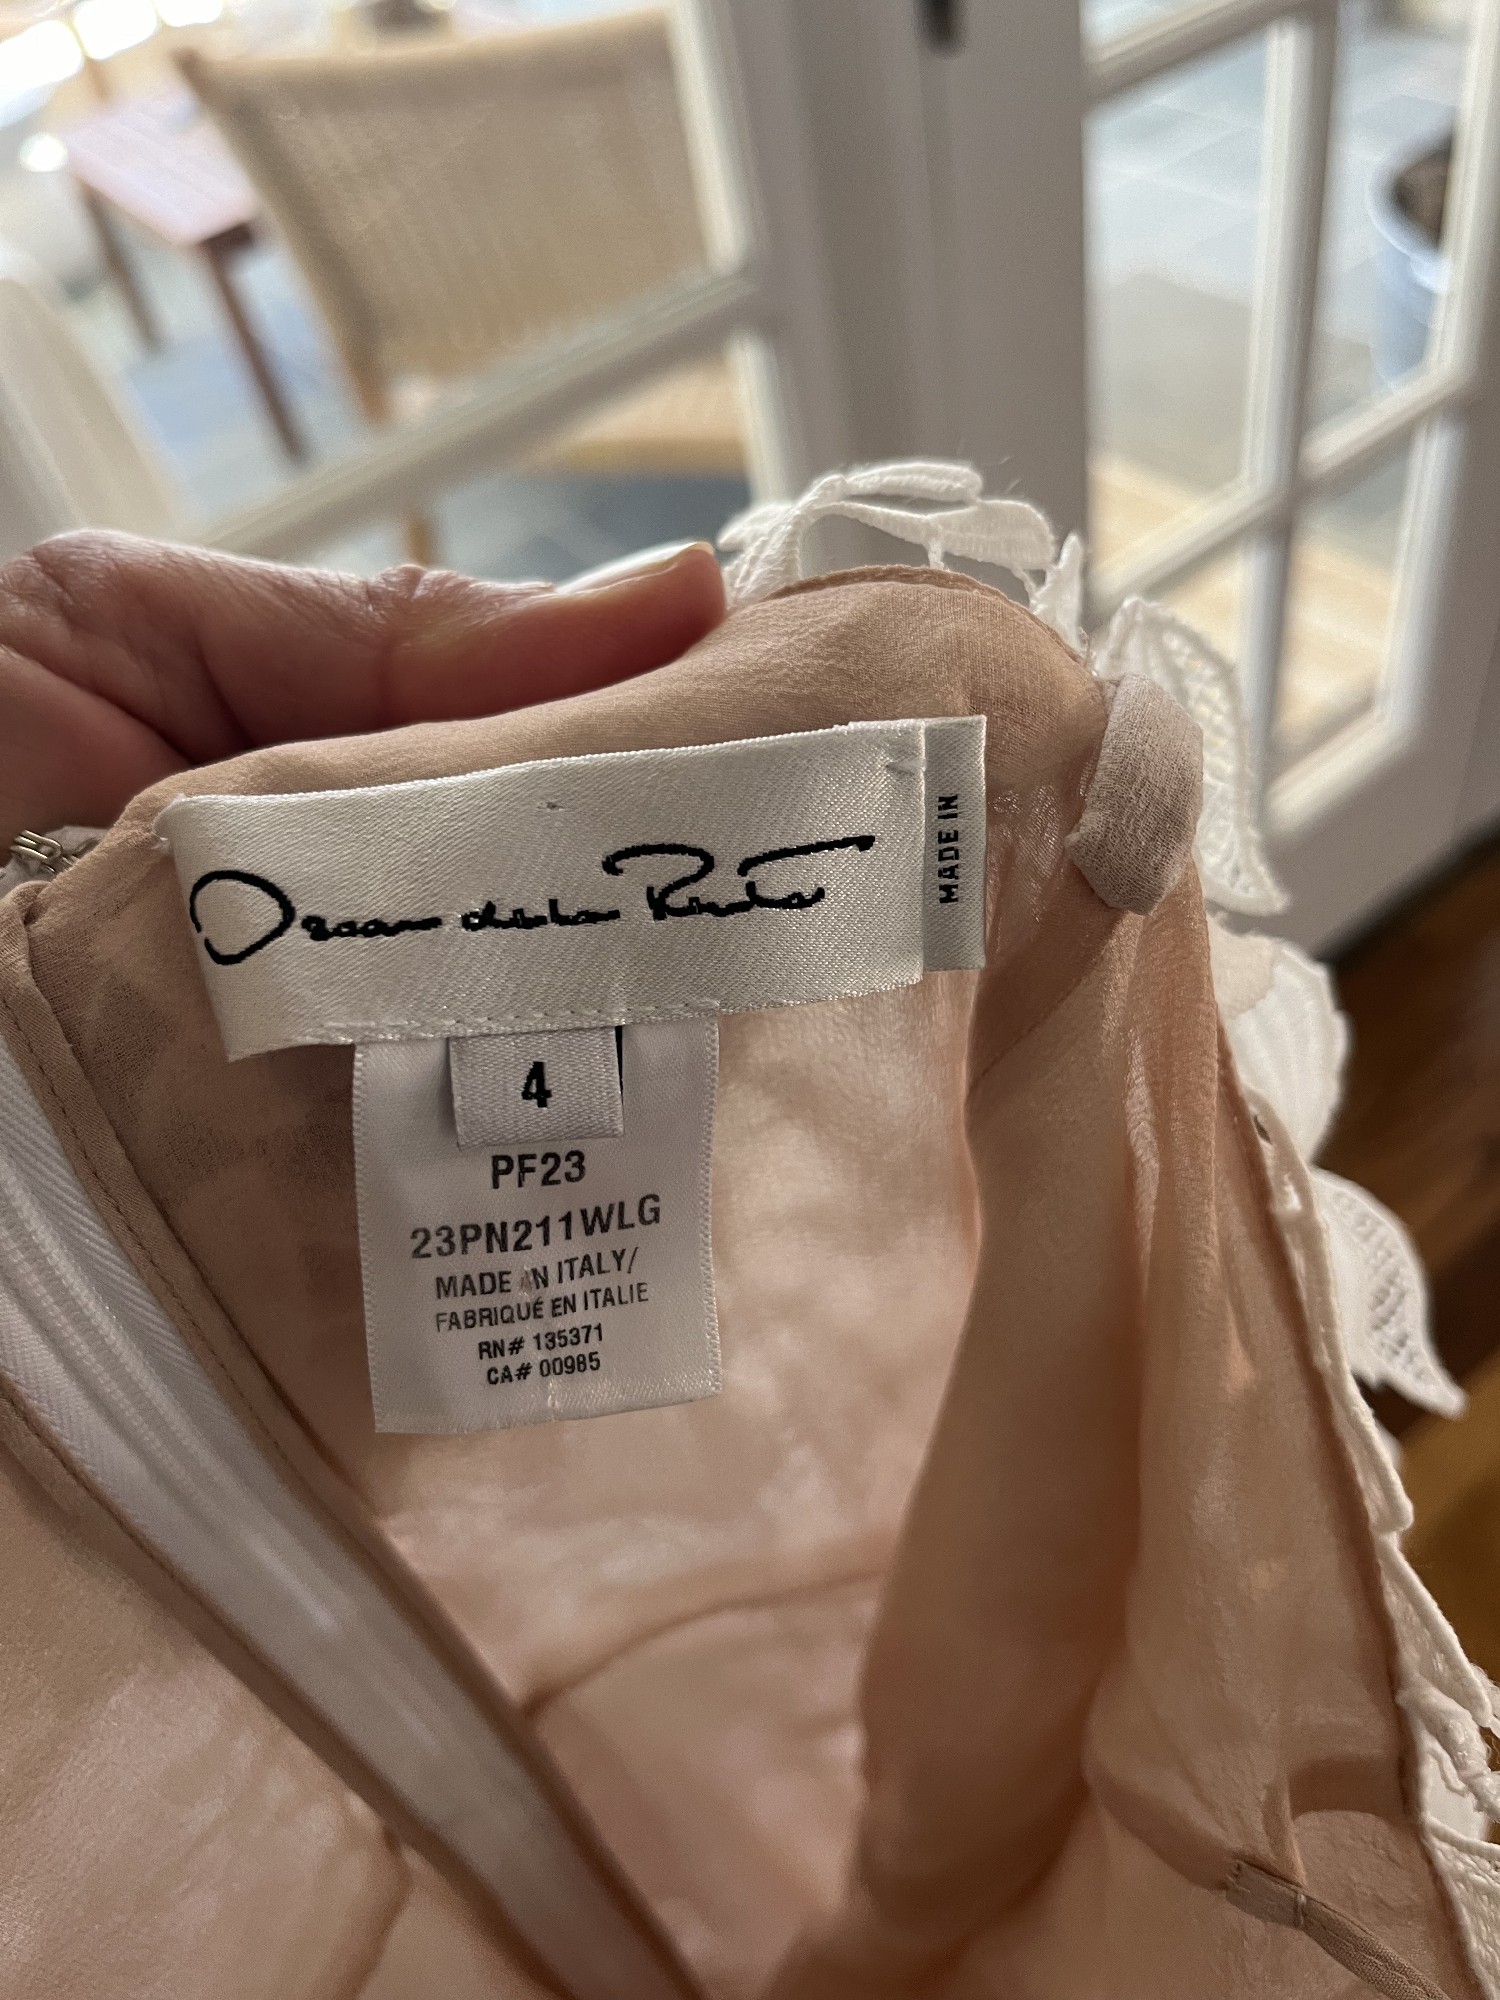 Oscar de la Renta
MADE IN
4
PF23
23PN211WLG
MADE IN ITALY/
FABRIQUÉ EN ITALIE
RN# 135371
CA# 00985